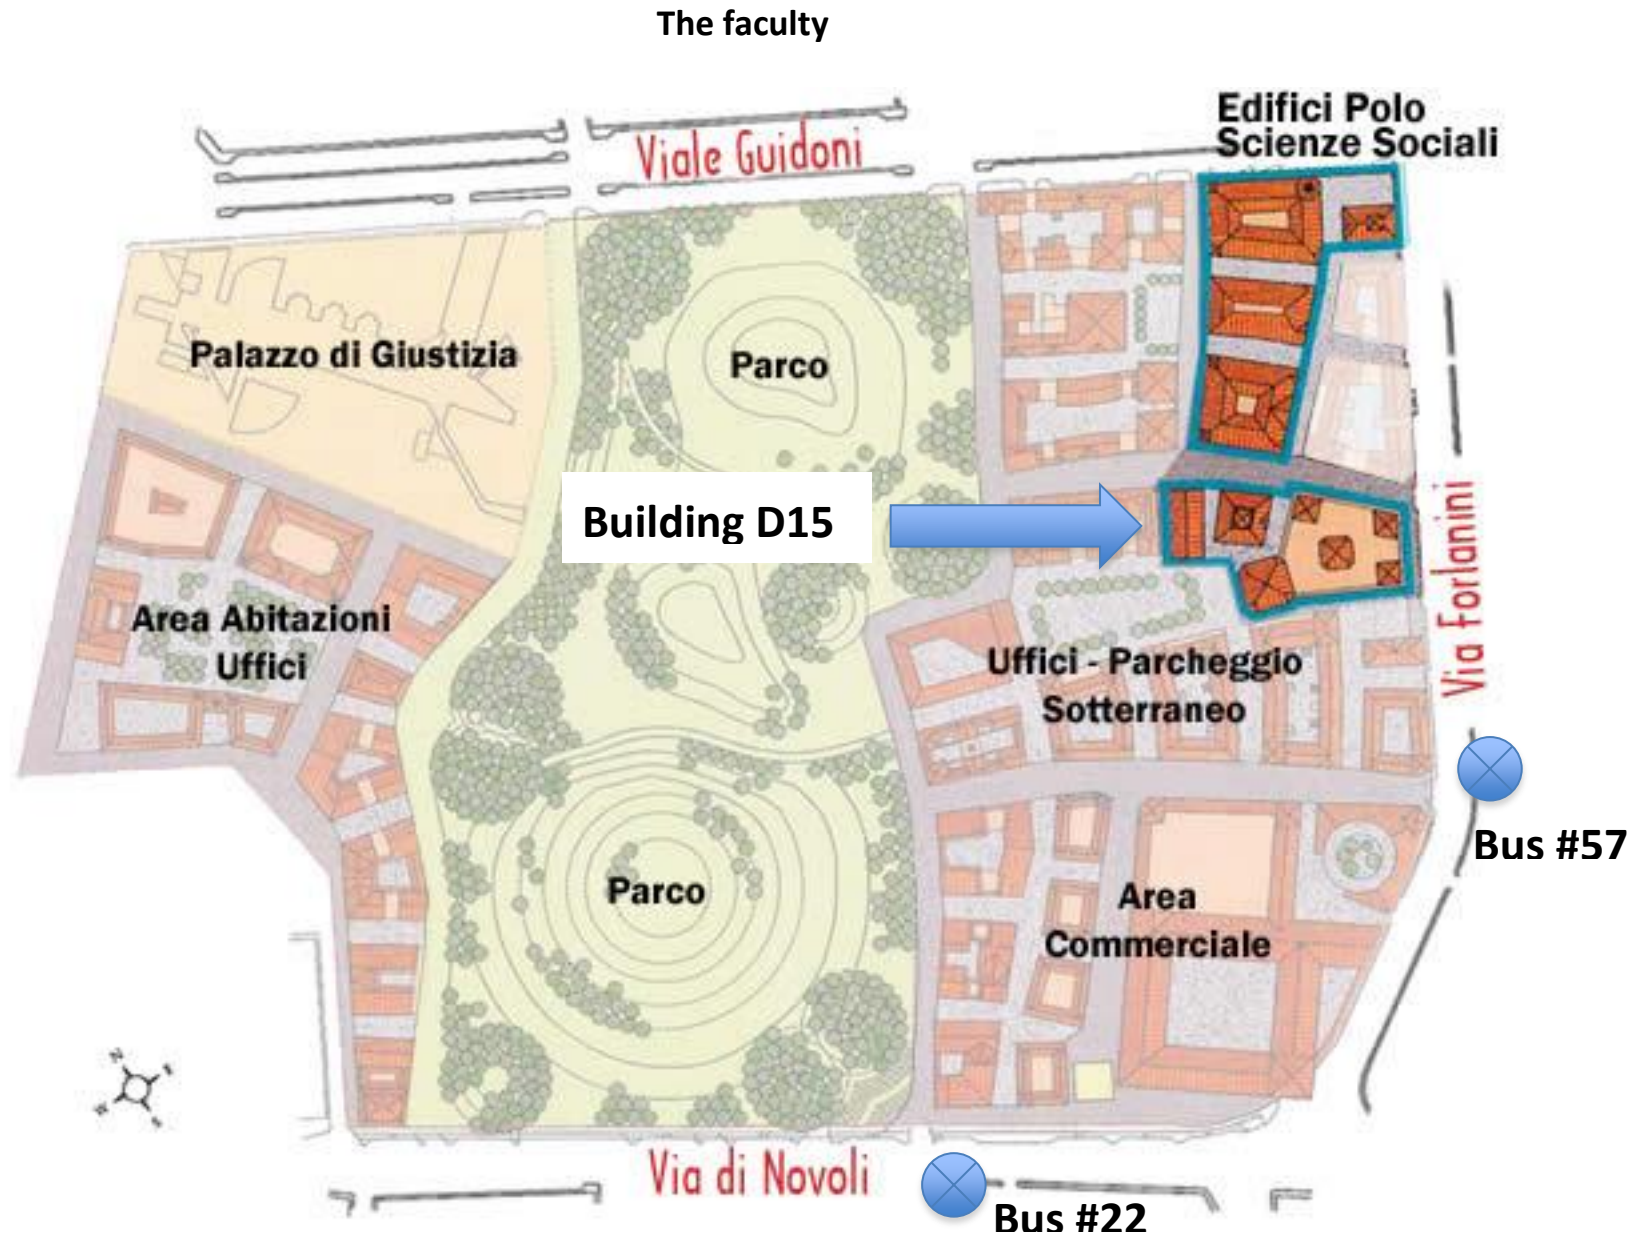 The faculty
Edifici Polo
Scienze Sociali
Viale Guidoni
Palazzo di Giustizia
Parco
Building D15
Via Forlanini
Area Abitazioni
Uffici
Uffici - Parcheggio
Sotterraneo
Bus #57
Parco
Area
Commerciale
N
W
Via di Novoli
Bus #22